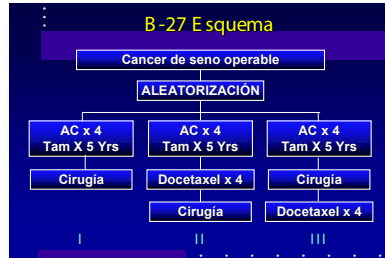 B-27 Esquema
Cancer de seno operable
ALEATORIZACIÓN
AC x 4
Tam X 5 Yrs
Cirugía
I
AC x 4
Tam X 5 Yrs
Docetaxel x 4
Cirugía
II
AC x 4
Tam X 5 Yrs
Cirugía
Docetaxel x 4
III